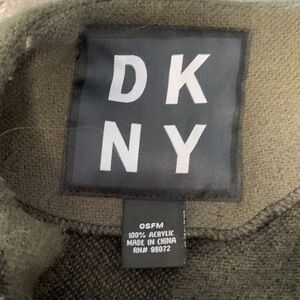 DK
NY
OSFM
100% ACRYLIC
MADE IN CHINA
RN# 98072